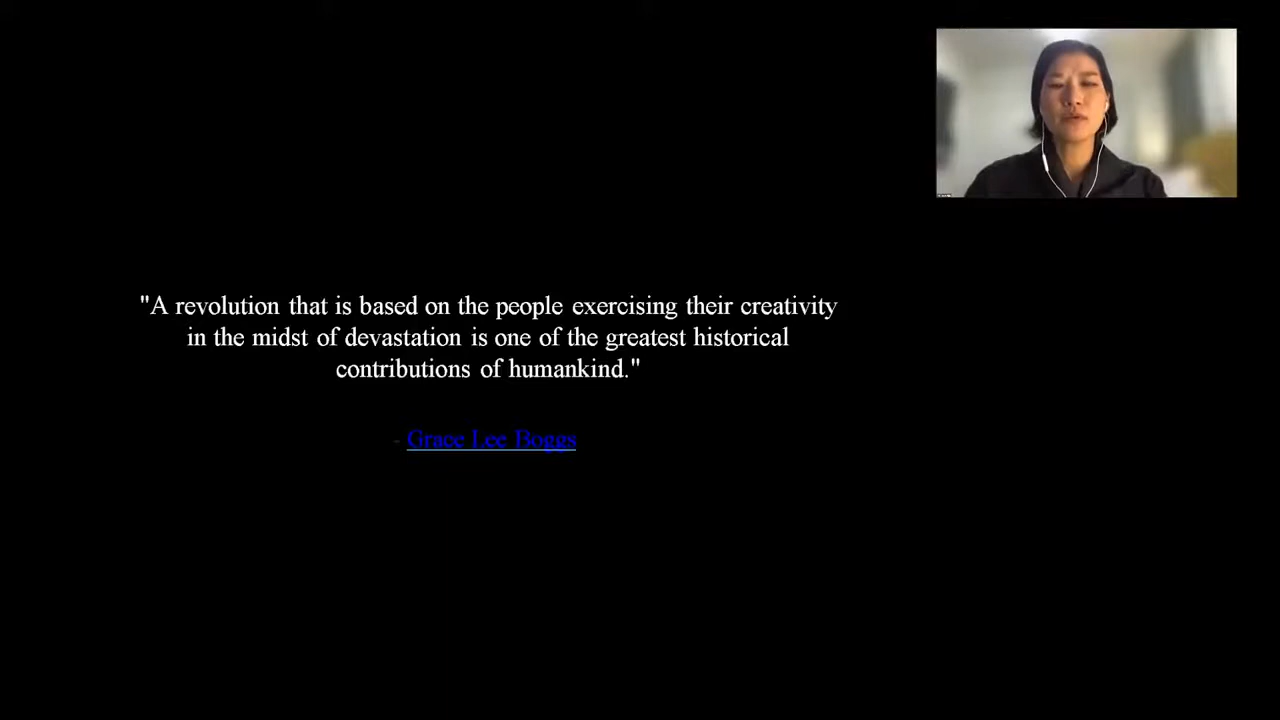 "A revolution that is based on the people exercising their creativity
in the midst of devastation is one of the greatest historical
contributions of humankind."
- Grace Lee Boggs